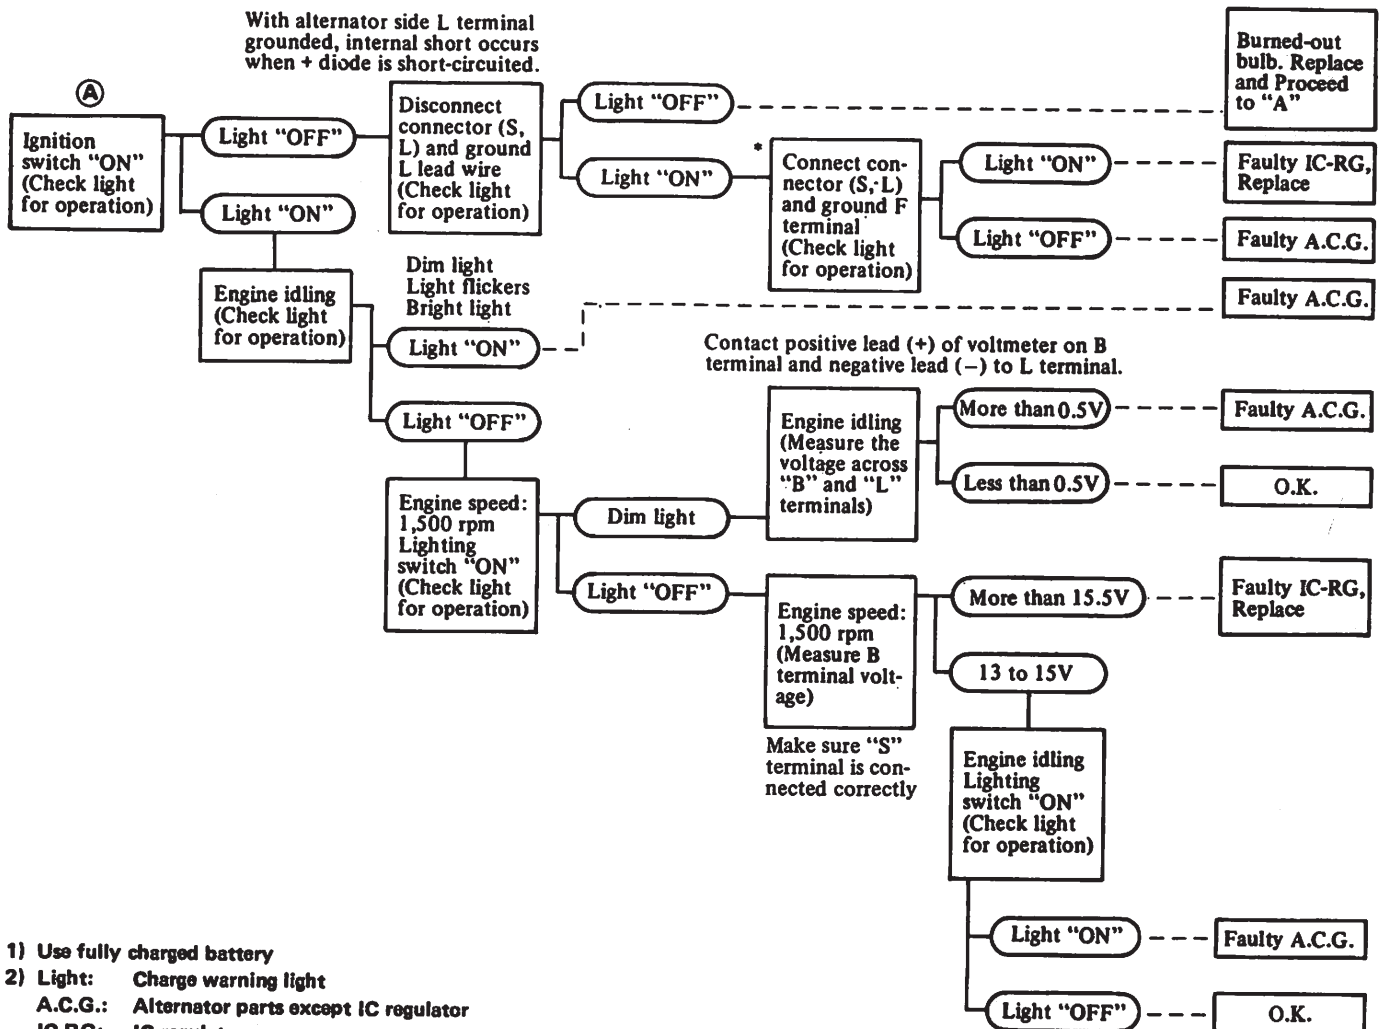 With alternator side L terminal
grounded, internal short occurs
when + diode is short-circuited.
A
Ignition
switch “ON”
(Check light
for operation)
Light “OFF”
Light “ON”
Disconnect
connector (S,
L) and ground
L lead wire
(Check light
for operation)
Light “OFF”
Burned-out
bulb. Replace
and Proceed
to “A”
Light “ON”
*
Connect con-
nector (S, L)
and ground F
terminal
(Check light
for operation)
Light “ON”
Faulty IC-RG,
Replace
Light “OFF”
Faulty A.C.G.
Engine idling
(Check light
for operation)
Dim light
Light flickers
Bright light
Light “ON”
Faulty A.C.G.
Light “OFF”
Engine speed:
1,500 rpm
Lighting
switch “ON”
(Check light
for operation)
Dim light
Contact positive lead (+) of voltmeter on B
terminal and negative lead (−) to L terminal.
Engine idling
(Measure the
voltage across
“B” and “L”
terminals)
More than 0.5V
Faulty A.C.G.
Less than 0.5V
O.K.
Light “OFF”
Engine speed:
1,500 rpm
(Measure B
terminal volt-
age)
Make sure “S”
terminal is con-
nected correctly
More than 15.5V
Faulty IC-RG,
Replace
13 to 15V
Engine idling
Lighting
switch “ON”
(Check light
for operation)
Light “ON”
Faulty A.C.G.
Light “OFF”
O.K.
1) Use fully charged battery
2) Light: Charge warning light
A.C.G.: Alternator parts except IC regulator